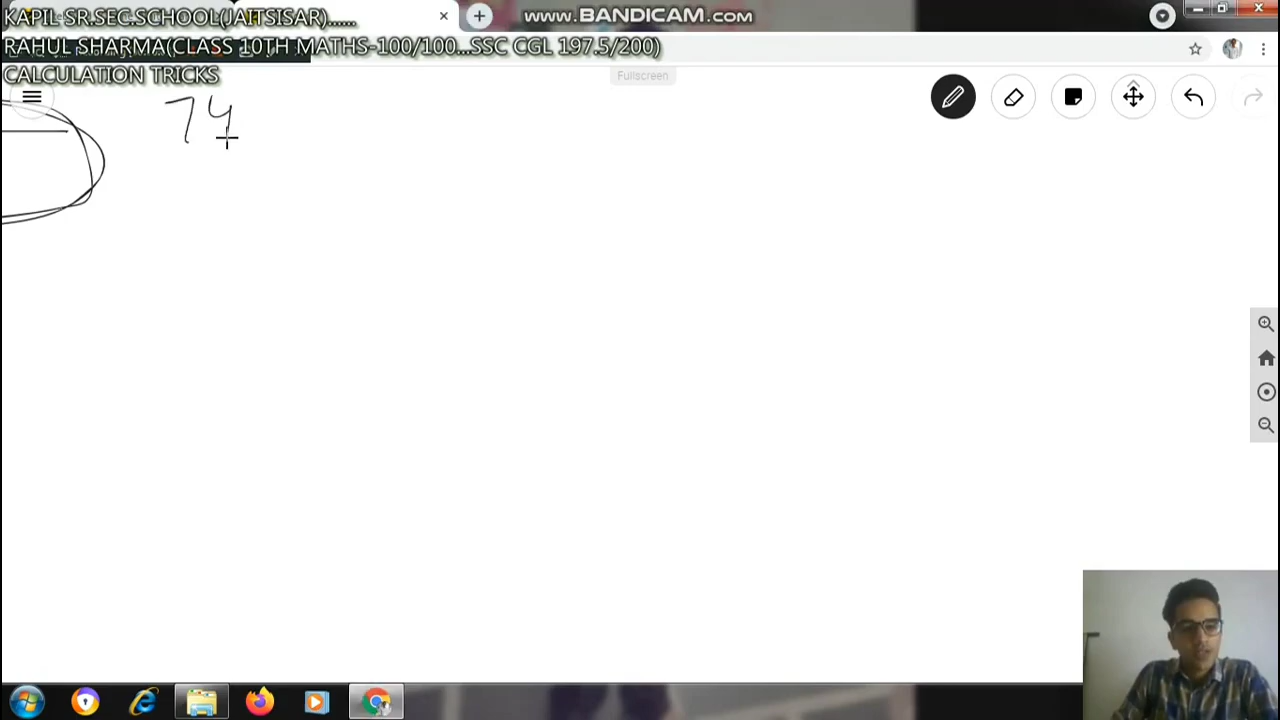 KAPIL SR.SEC.SCHOOL(JAITSISAR)......
www.BANDICAM.com
RAHUL SHARMA(CLASS 10TH MATHS-100/100...SSC CGL 197.5/200)
CALCULATION TRICKS
Fullscreen
74